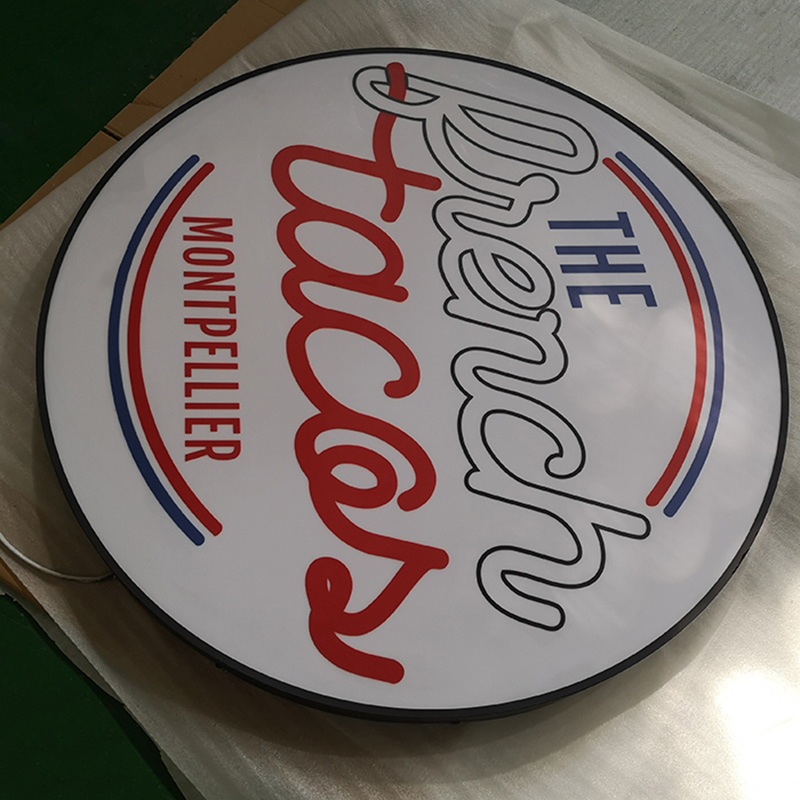 THE
French
tacos
MONTPELLIER